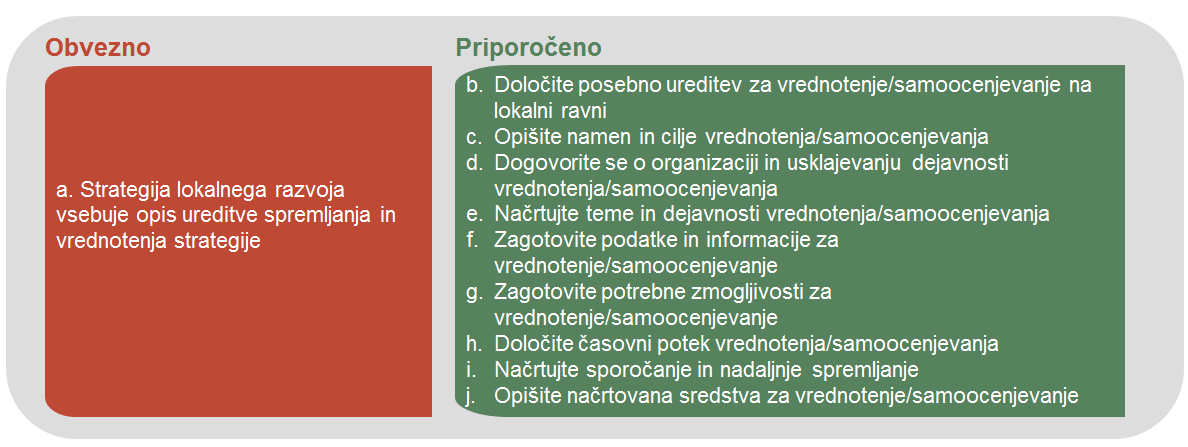 Obvezno
a. Strategija lokalnega razvoja
vsebuje opis ureditve spremljanja in
vrednotenja strategije
Priporočeno
b. Določite posebno ureditev za vrednotenje/samoocenjevanje na
lokalni ravni
c. Opišite namen in cilje vrednotenja/samoocenjevanja
d. Dogovorite se o organizaciji in usklajevanju dejavnosti
vrednotenja/samoocenjevanja
e. Načrtujte teme in dejavnosti vrednotenja/samoocenjevanja
f. Zagotovite podatke in informacije za
vrednotenje/samoocenjevanje
g. Zagotovite potrebne zmogljivosti za
vrednotenje/samoocenjevanje
h. Določite časovni potek vrednotenja/samoocenjevanja
i. Načrtujte sporočanje in nadaljnje spremljanje
j. Opišite načrtovana sredstva za vrednotenje/samoocenjevanje